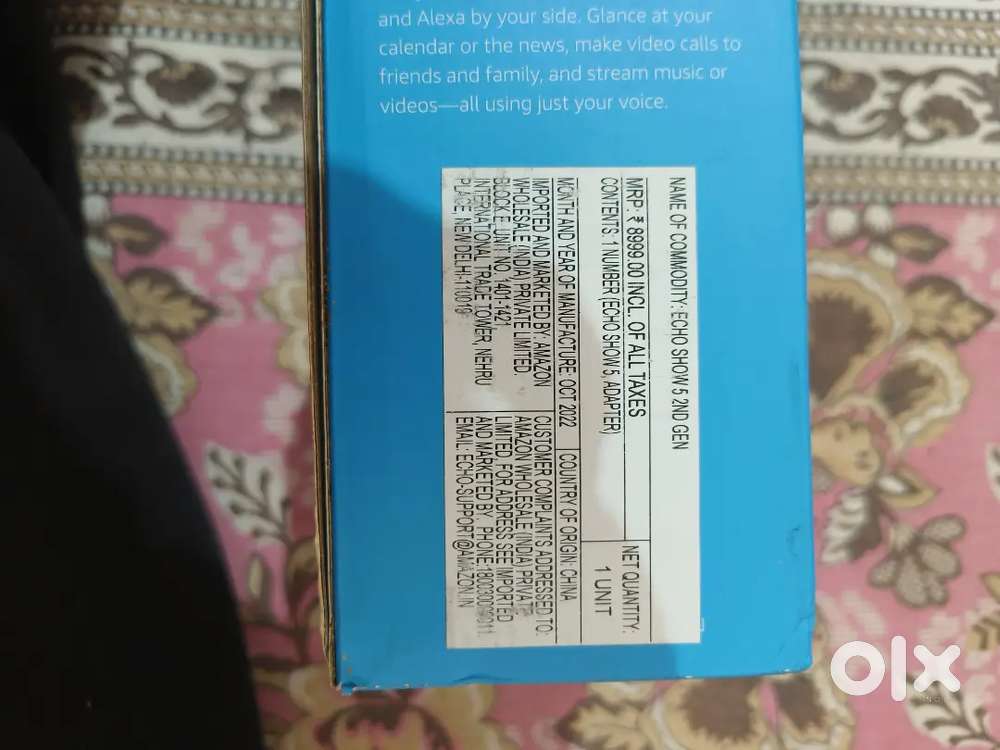 and Alexa by your side. Glance at your
calendar or the news, make video calls to
friends and family, and stream music or
videos—all using just your voice.
NAME OF COMMODITY: ECHO SHOW 5 2ND GEN
MRP: ₹ 8999.00 INCL. OF ALL TAXES
CONTENTS: 1 NUMBER (ECHO SHOW 5, ADAPTER)
NET QUANTITY:
1 UNIT
MONTH AND YEAR OF MANUFACTURE: OCT 2022
COUNTRY OF ORIGIN: CHINA
IMPORTED AND MARKETED BY: AMAZON
WHOLESALE (INDIA) PRIVATE LIMITED
BLOCK E, UNIT NO. 1401-1421
INTERNATIONAL TRADE TOWER, NEHRU
PLACE, NEW DELHI-110019
CUSTOMER COMPLAINTS ADDRESSED TO:
AMAZON WHOLESALE (INDIA) PRIVATE
LIMITED. FOR ADDRESS SEE IMPORTED
AND MARKETED BY. PHONE:
EMAIL: ECHO-SUPPORT@AMAZON.IN
olx